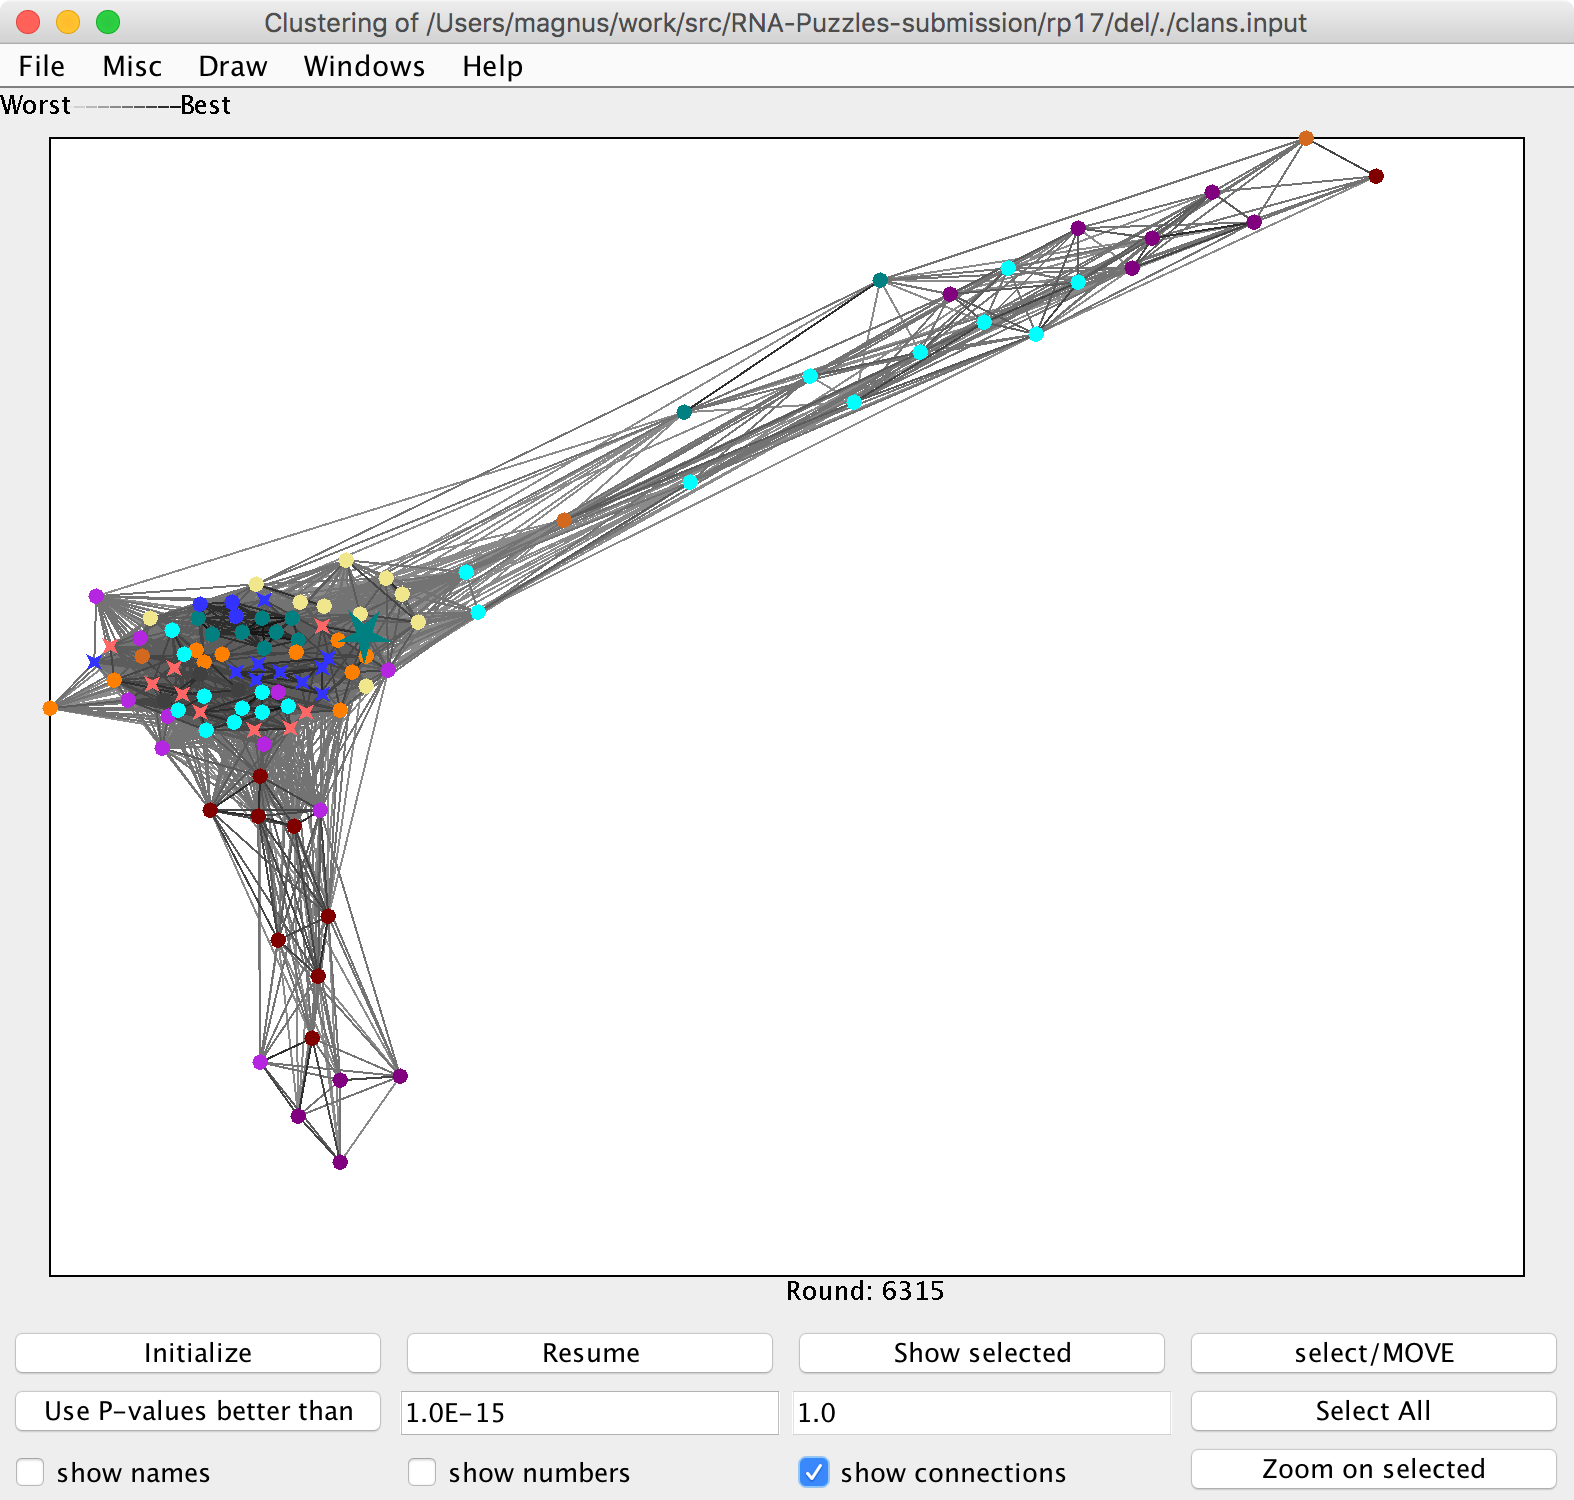 Clustering of /Users/magnus/work/src/RNA-Puzzles-submission/rp17/del/./clans.input
File Misc Draw Windows Help
Worst Best
Round: 6315
Initialize Resume Show selected select/MOVE
Use P-values better than 1.0E-15 1.0 Select All
show names show numbers show connections Zoom on selected